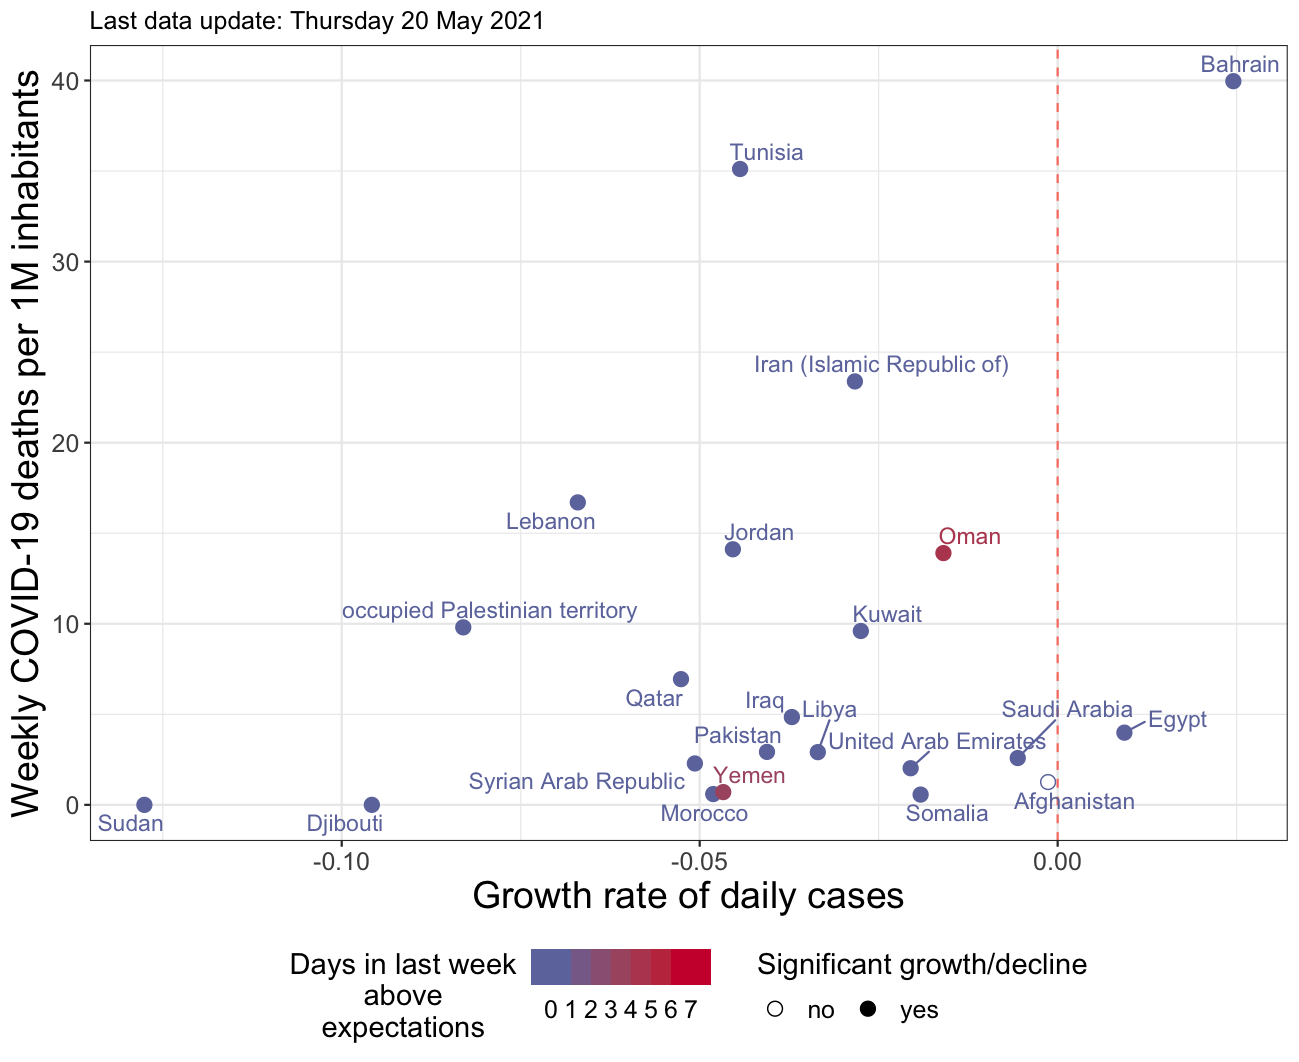 Last data update: Thursday 20 May 2021
Weekly COVID-19 deaths per 1M inhabitants
40
30
20
10
0
Bahrain
Tunisia
Iran (Islamic Republic of)
Lebanon
Jordan
Oman
occupied Palestinian territory
Kuwait
Qatar
Iraq
Libya
Saudi Arabia
Egypt
Pakistan
United Arab Emirates
Syrian Arab Republic
Yemen
Afghanistan
Morocco
Somalia
Sudan
Djibouti
-0.10
-0.05
0.00
Growth rate of daily cases
Days in last week
above
expectations
0 1 2 3 4 5 6 7
Significant growth/decline
no
yes